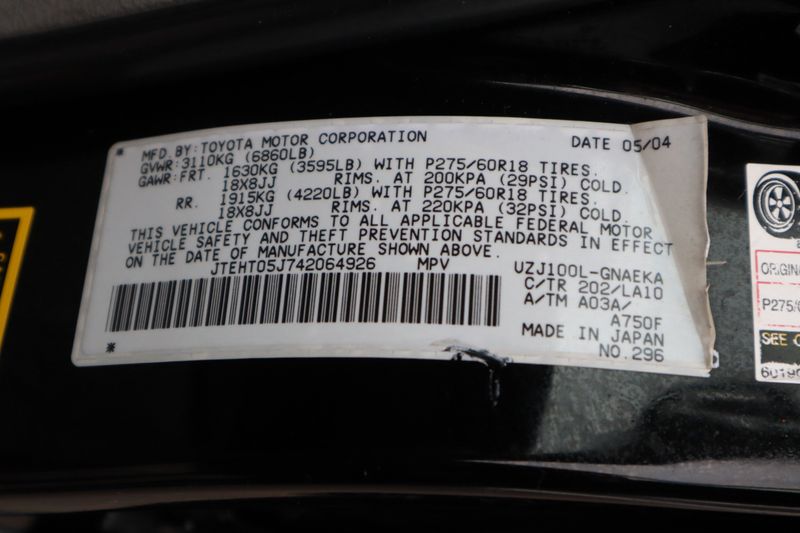 MFD.BY:TOYOTA MOTOR CORPORATION DATE 05/04
GVWR:3110KG (6860LB)
GAWR:FRT. 1630KG (3595LB) WITH P275/60R18 TIRES.
18X8JJ RIMS. AT 200KPA (29PSI) COLD.
RR. 1915KG (4220LB) WITH P275/60R18 TIRES.
18X8JJ RIMS. AT 220KPA (32PSI) COLD.
THIS VEHICLE CONFORMS TO ALL APPLICABLE FEDERAL MOTOR
VEHICLE SAFETY AND THEFT PREVENTION STANDARDS IN EFFECT
ON THE DATE OF MANUFACTURE SHOWN ABOVE.
JTEHT05J742064926 MPV UZJ100L-GNAEKA
C/TR 202/LA10
A/TM A03A/
A750F
MADE IN JAPAN
NO.296
P275/
SEE